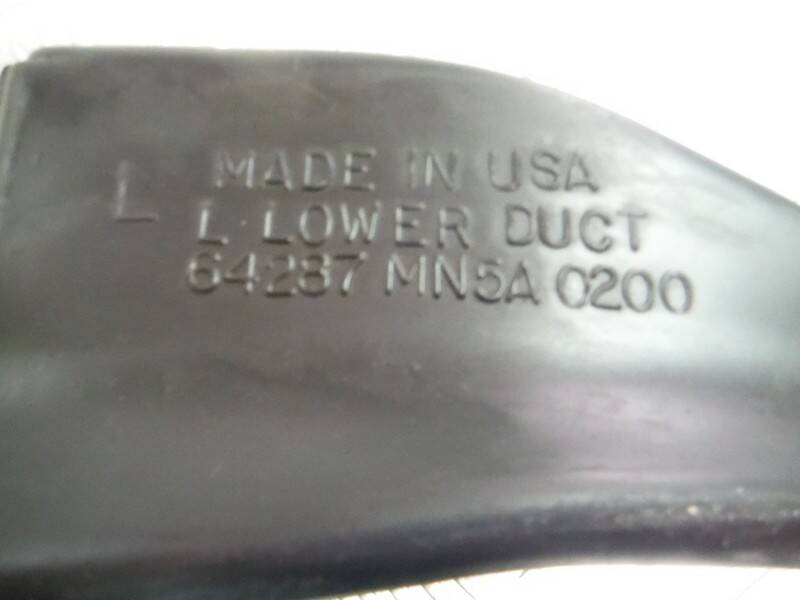 MADE IN USA
L L·LOWER DUCT
64287 MN5A 0200